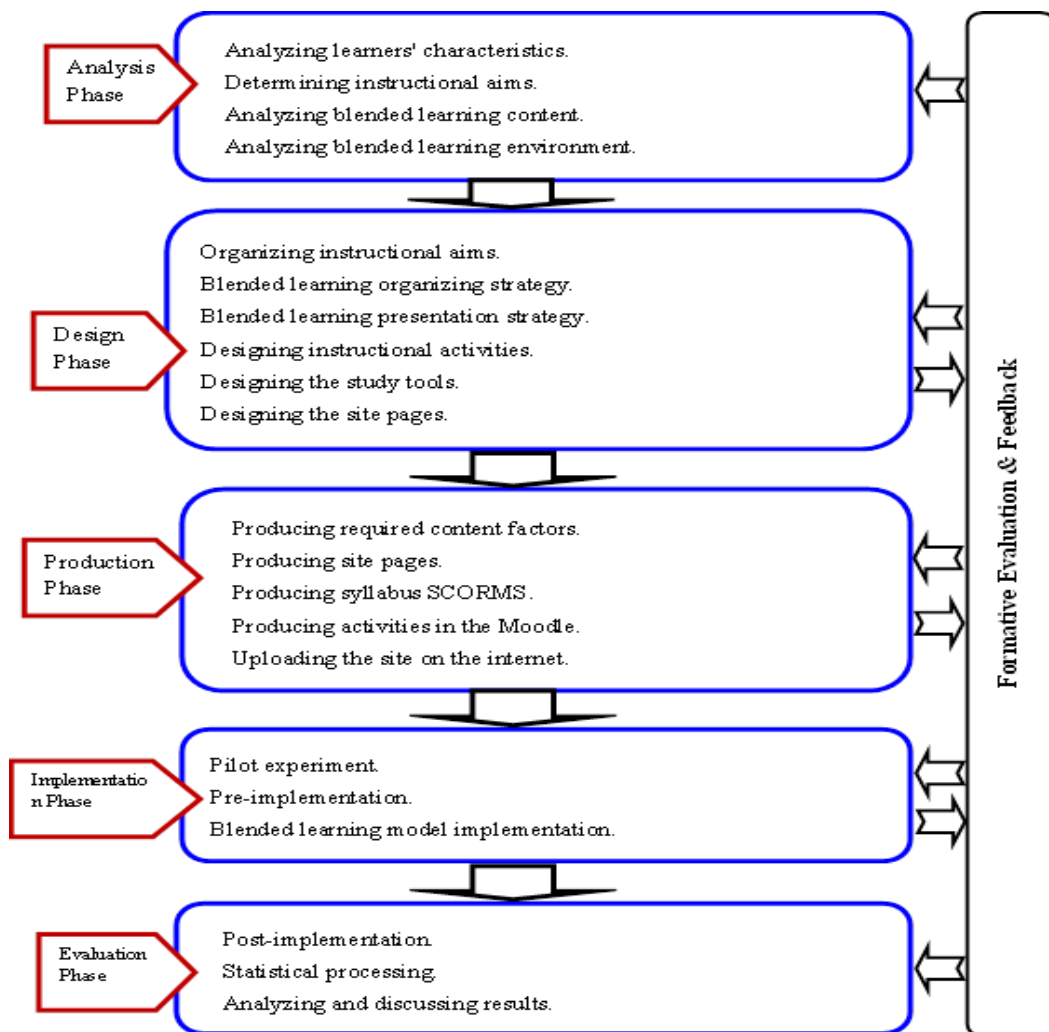 Analysis
Phase
Analyzing learners' characteristics.
Determining instructional aims.
Analyzing blended learning content.
Analyzing blended learning environment.
Design
Phase
Organizing instructional aims.
Blended learning organizing strategy.
Blended learning presentation strategy.
Designing instructional activities.
Designing the study tools.
Designing the site pages.
Production
Phase
Producing required content factors.
Producing site pages.
Producing syllabus SCORMS.
Producing activities in the Moodle.
Uploading the site on the internet.
Implementatio
n Phase
Pilot experiment.
Pre-implementation.
Blended learning model implementation.
Evaluation
Phase
Post-implementation.
Statistical processing.
Analyzing and discussing results.
Formative Evaluation & Feedback